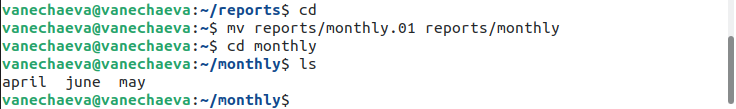 vanechaeva@vanechaeva:~/reports$ cd
vanechaeva@vanechaeva:~$ mv reports/monthly.01 reports/monthly
vanechaeva@vanechaeva:~$ cd monthly
vanechaeva@vanechaeva:~/monthly$ ls
april  june  may
vanechaeva@vanechaeva:~/monthly$